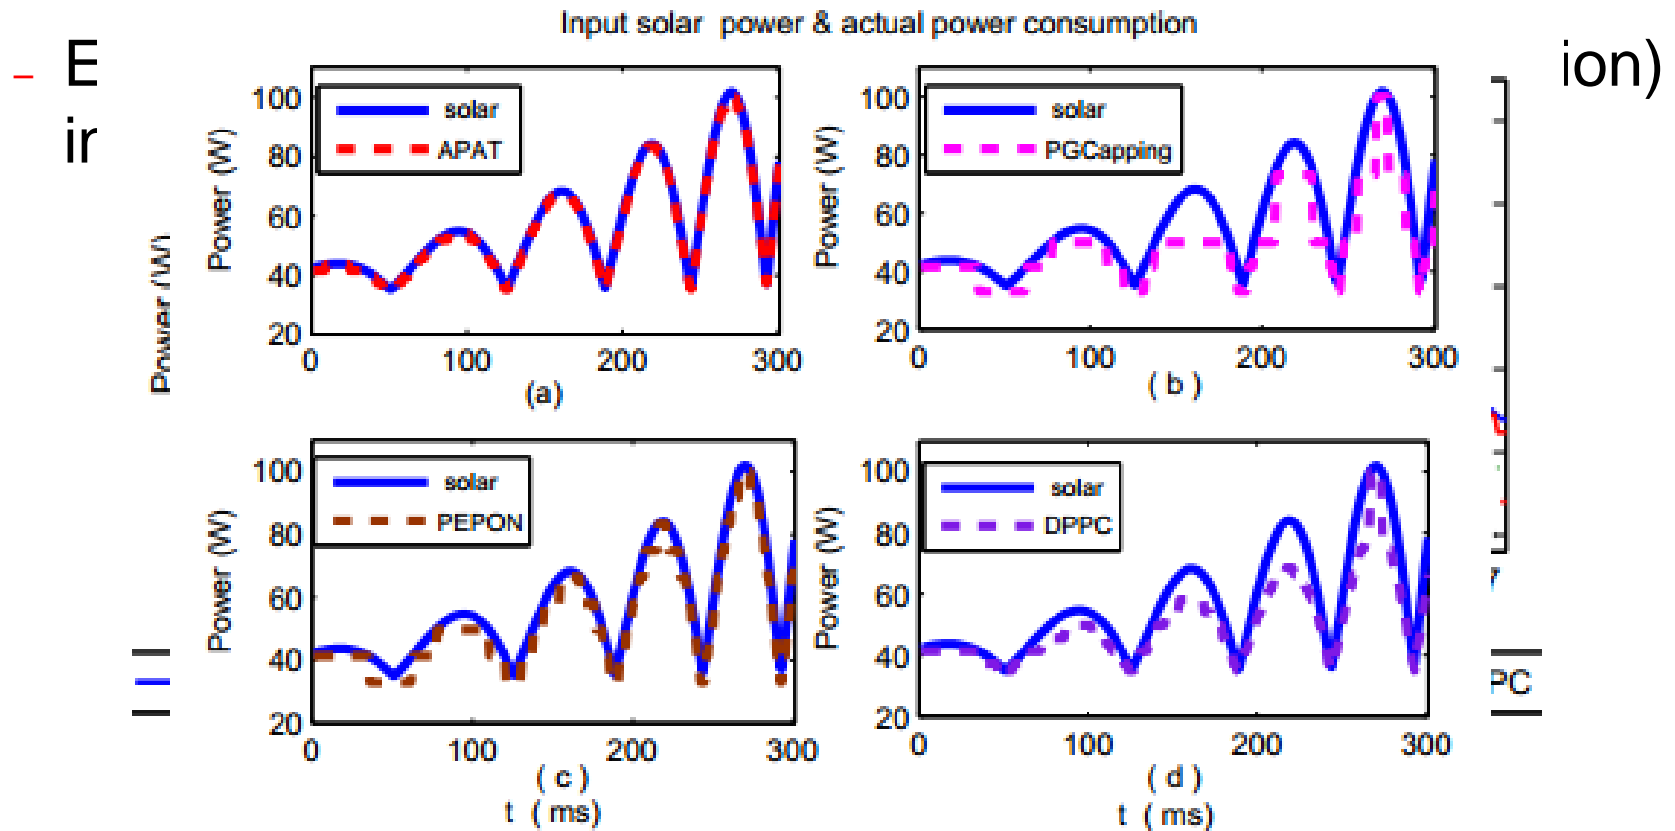 Input solar power & actual power consumption
– E
ion)
Power (W)
100
80
60
40
20
solar
APAT
0
100
200
300
(a)
Power (W)
100
80
60
40
20
solar
PGCapping
0
100
200
300
( b )
Power (W)
100
80
60
40
20
solar
PEPON
0
100
200
300
( c )
t ( ms)
Power (W)
100
80
60
40
20
solar
DPPC
0
100
200
300
( d )
t ( ms)
Power (W)
PC